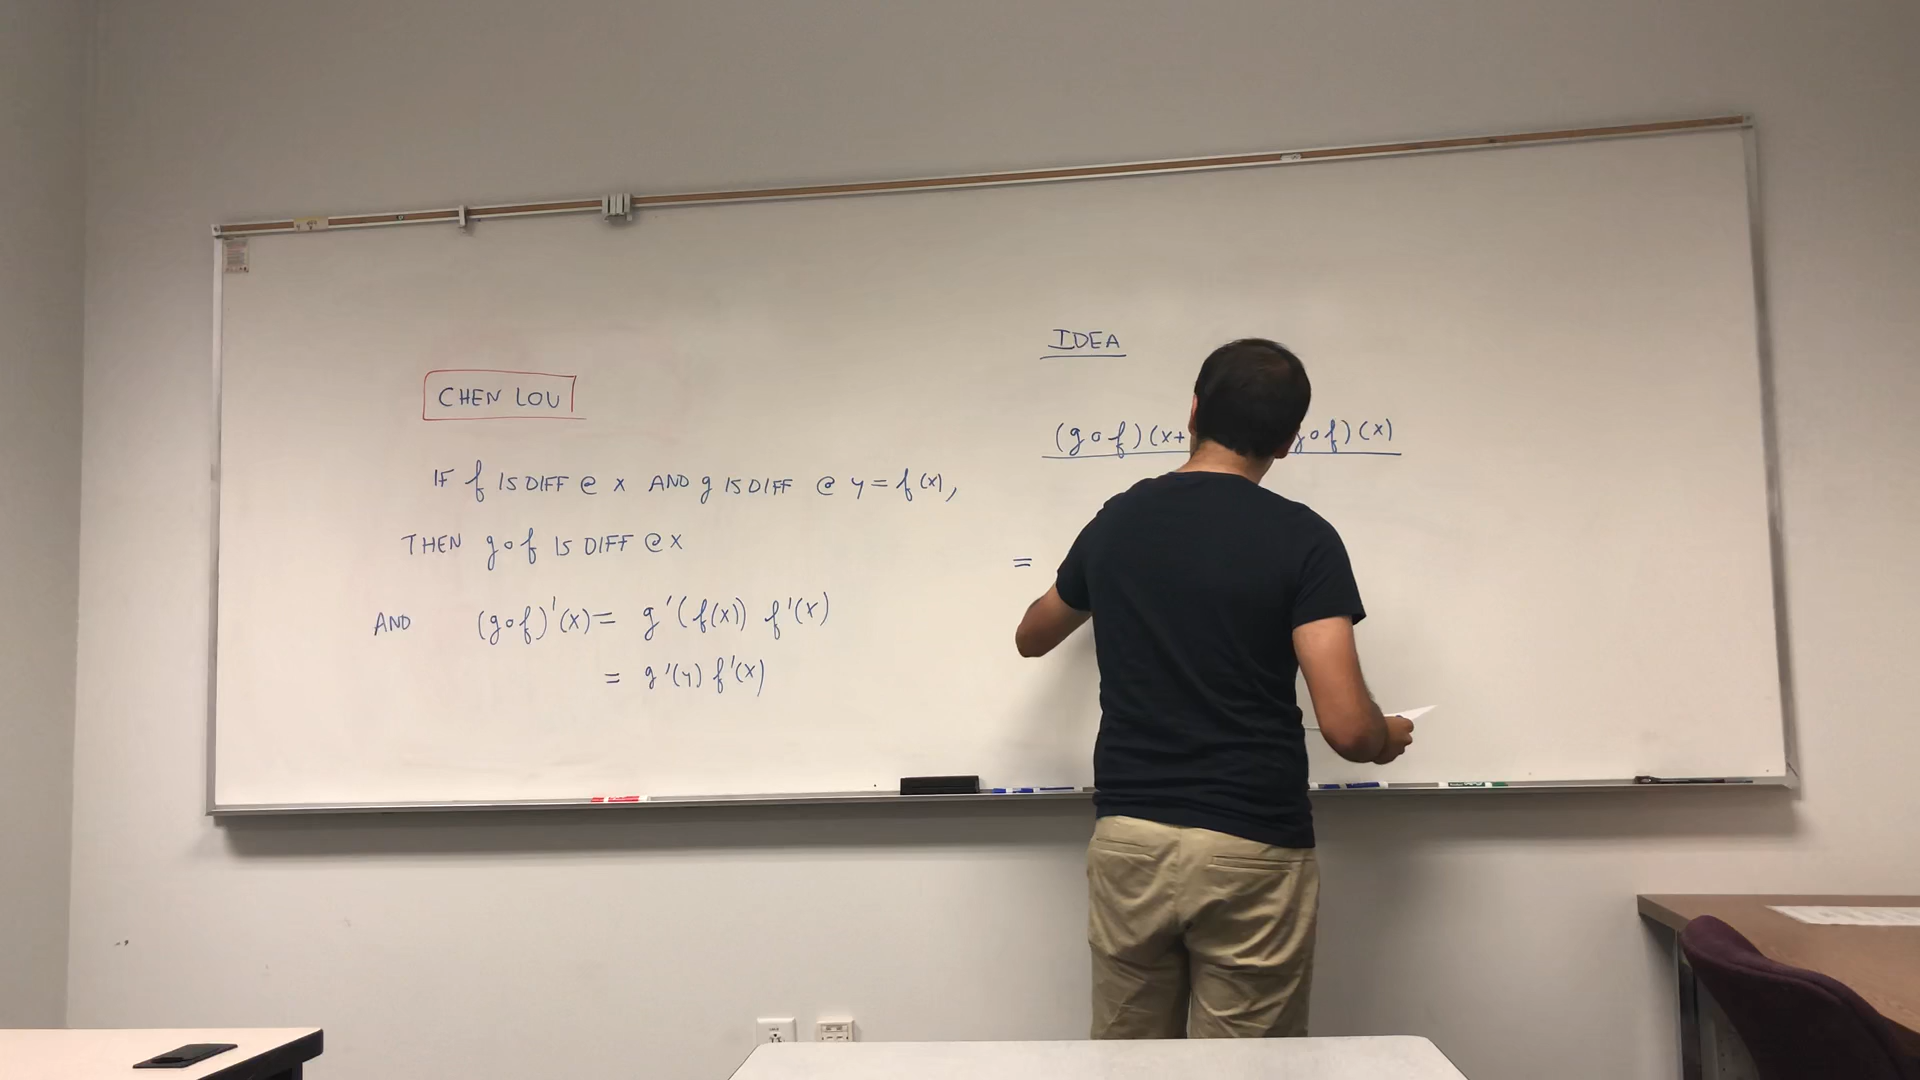 CHEN LOU
IF f IS DIFF @ x AND g IS DIFF @ y = f(x),
THEN g∘f IS DIFF @ x
AND (g∘f)'(x) = g'(f(x)) f'(x)
= g'(y) f'(x)
IDEA
(g∘f)(x+ g∘f)(x)
=